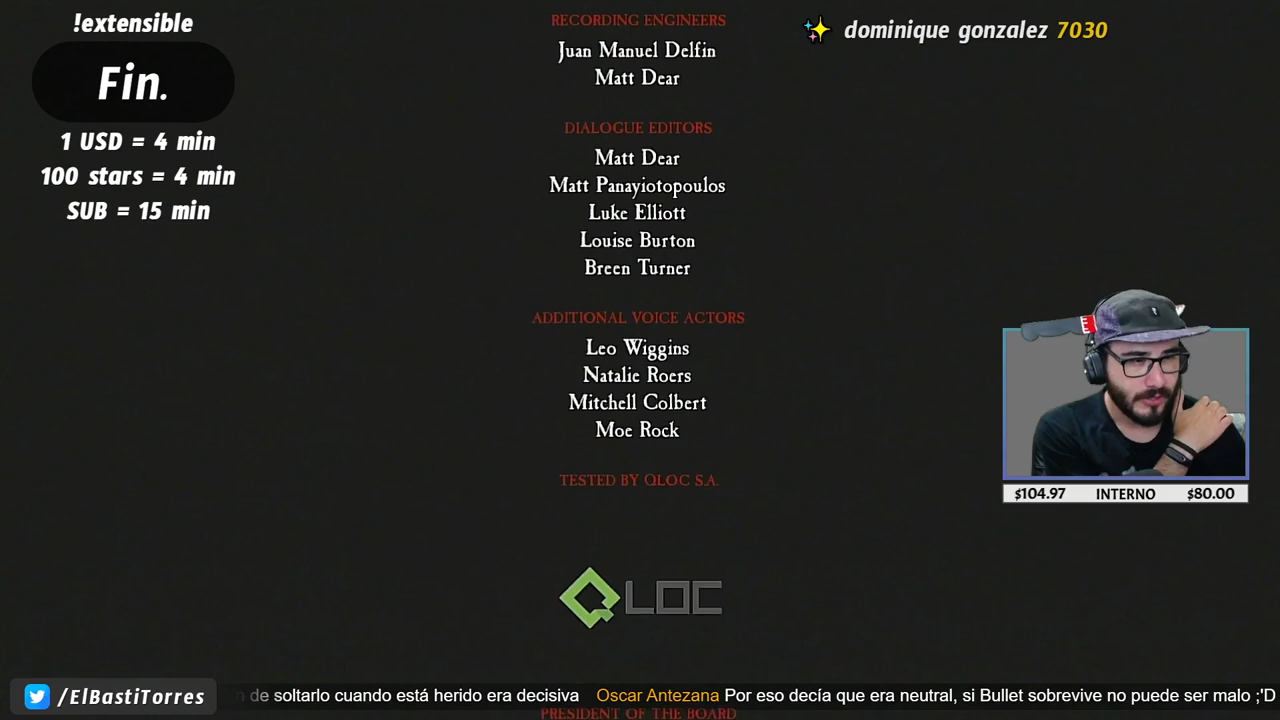 !extensible
Fin.
1 USD = 4 min
100 stars = 4 min
SUB = 15 min
dominique gonzalez 7030
RECORDING ENGINEERS
Juan Manuel Delfin
Matt Dear
DIALOGUE EDITORS
Matt Dear
Matt Panayiotopoulos
Luke Elliott
Louise Burton
Breen Turner
ADDITIONAL VOICE ACTORS
Leo Wiggins
Natalie Roers
Mitchell Colbert
Moe Rock
TESTED BY QLOC S.A.
QLOC
$104.97 INTERNO $80.00
/ElBastiTorres
de soltarlo cuando está herido era decisiva Oscar Antezana Por eso decía que era neutral, si Bullet sobrevive no puede ser malo ;'D
PRESIDENT OF THE BOARD